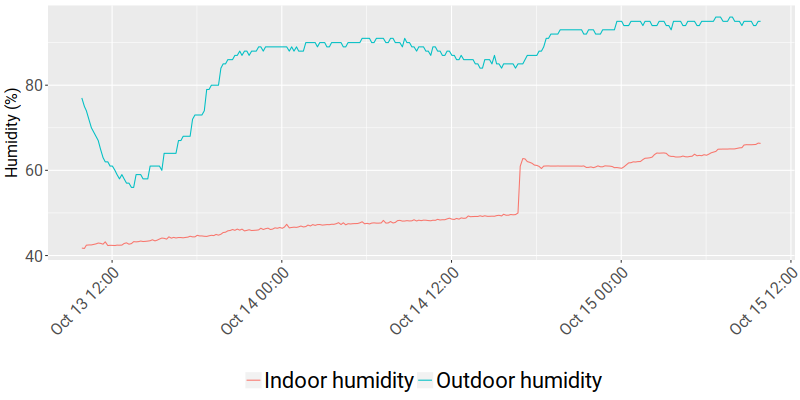 Humidity (%)
80
60
40
Oct 13 12:00
Oct 14 00:00
Oct 14 12:00
Oct 15 00:00
Oct 15 12:00
Indoor humidity Outdoor humidity